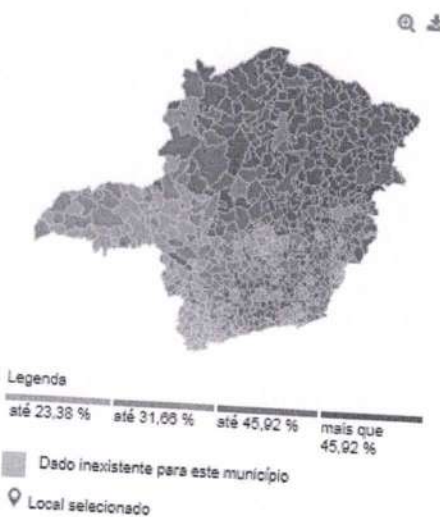 Legenda
até 23,38 %
até 31,66 %
até 45,92 %
mais que
45,92 %
Dado inexistente para este município
Local selecionado